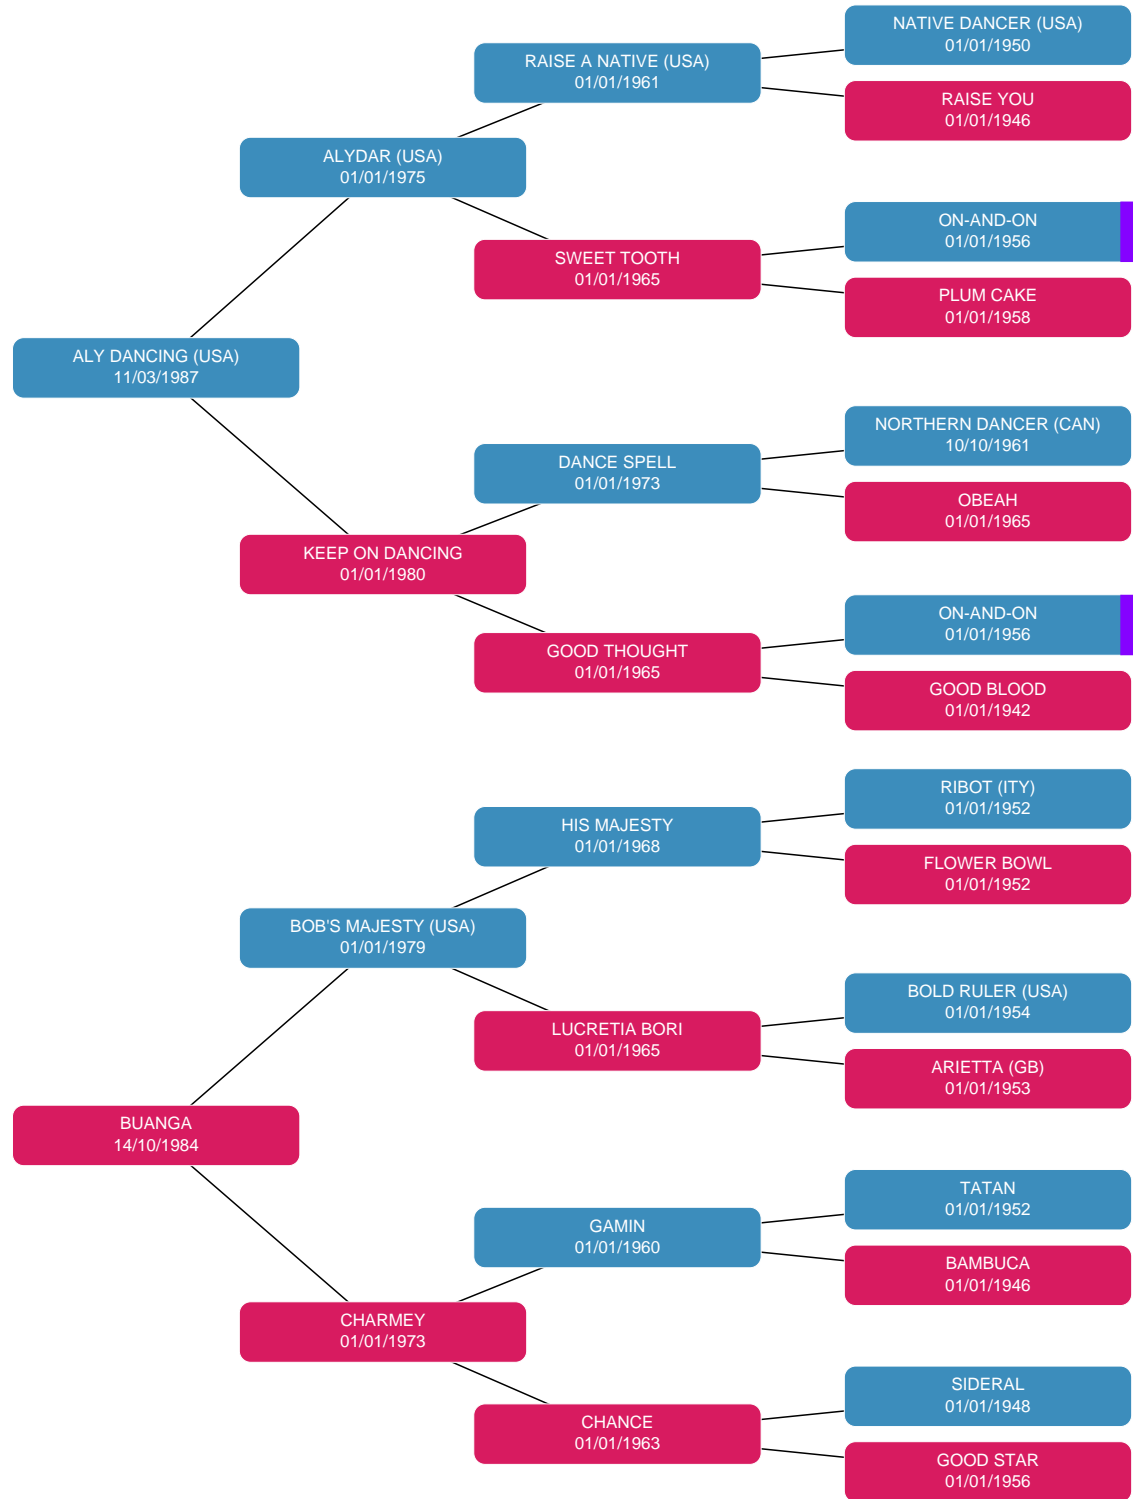 NATIVE DANCER (USA)
01/01/1950
RAISE A NATIVE (USA)
01/01/1961
RAISE YOU
01/01/1946
ALYDAR (USA)
01/01/1975
ON-AND-ON
01/01/1956
SWEET TOOTH
01/01/1965
PLUM CAKE
01/01/1958
ALY DANCING (USA)
11/03/1987
NORTHERN DANCER (CAN)
10/10/1961
DANCE SPELL
01/01/1973
OBEAH
01/01/1965
KEEP ON DANCING
01/01/1980
ON-AND-ON
01/01/1956
GOOD THOUGHT
01/01/1965
GOOD BLOOD
01/01/1942
RIBOT (ITY)
01/01/1952
HIS MAJESTY
01/01/1968
FLOWER BOWL
01/01/1952
BOB'S MAJESTY (USA)
01/01/1979
BOLD RULER (USA)
01/01/1954
LUCRETIA BORI
01/01/1965
ARIETTA (GB)
01/01/1953
BUANGA
14/10/1984
TATAN
01/01/1952
GAMIN
01/01/1960
BAMBUCA
01/01/1946
CHARMEY
01/01/1973
SIDERAL
01/01/1948
CHANCE
01/01/1963
GOOD STAR
01/01/1956